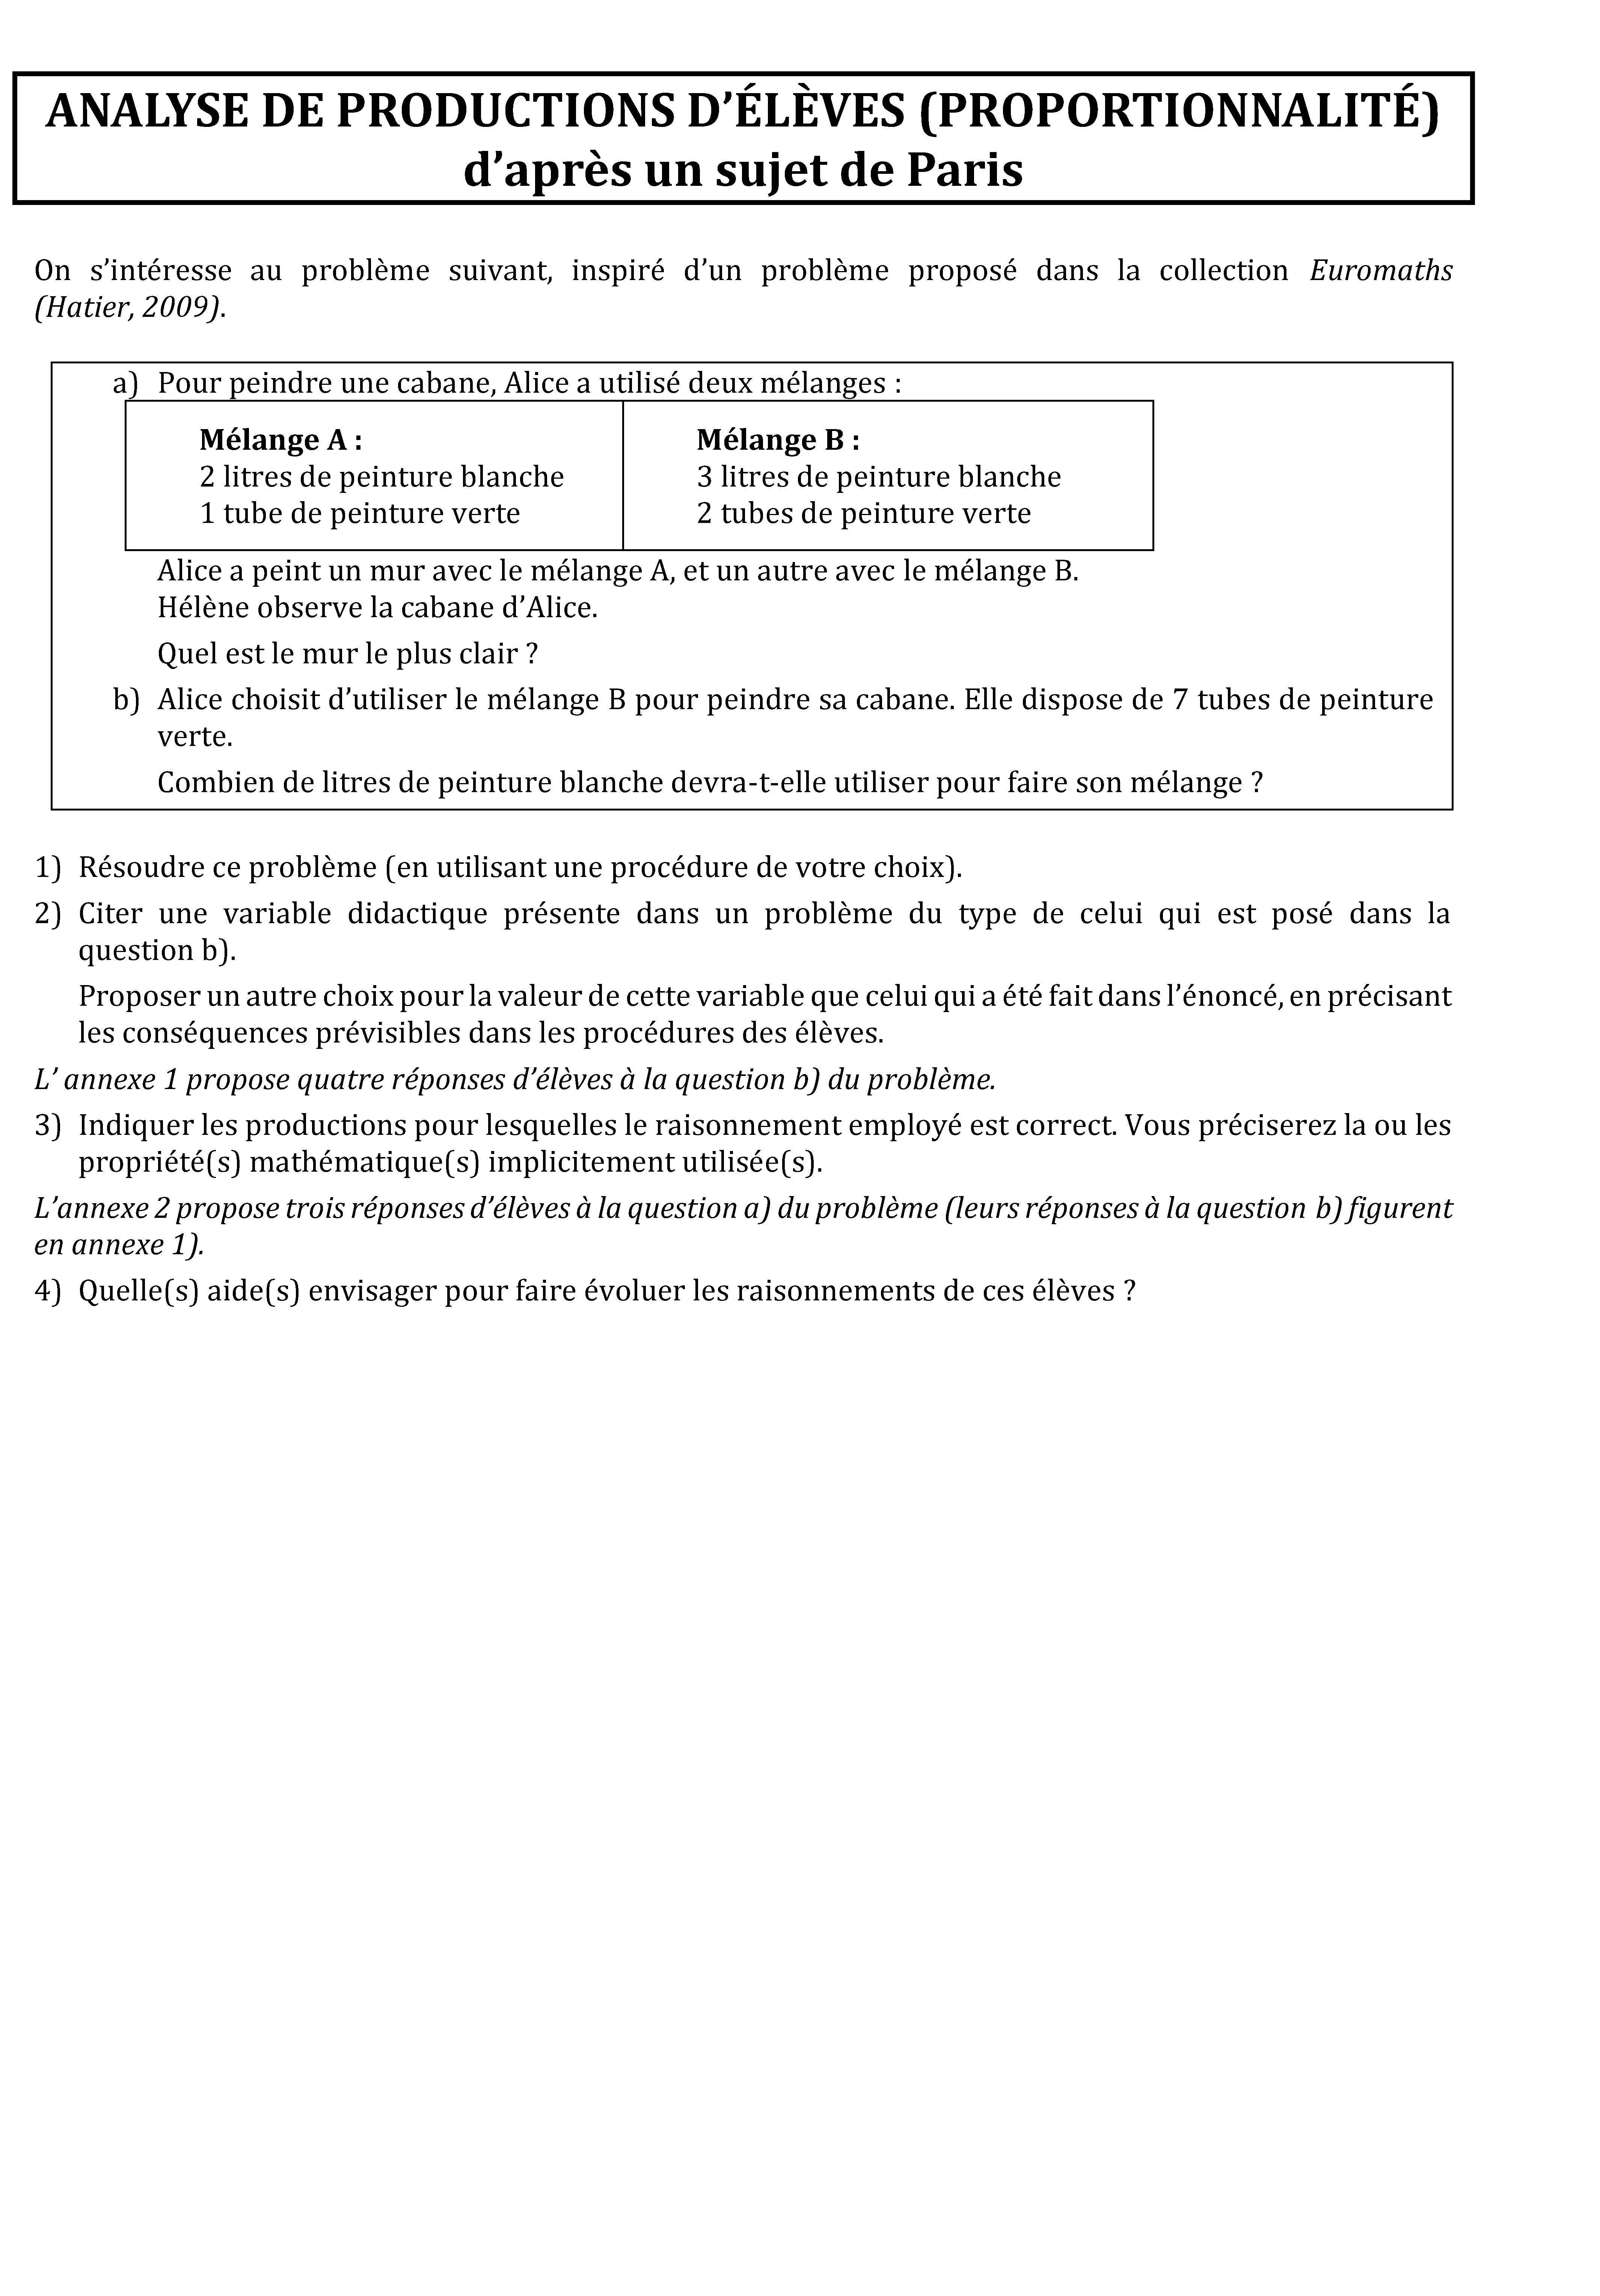 ANALYSE DE PRODUCTIONS D’ÉLÈVES (PROPORTIONNALITÉ)
d’après un sujet de Paris
On s’intéresse au problème suivant, inspiré d’un problème proposé dans la collection Euromaths
(Hatier, 2009).
a) Pour peindre une cabane, Alice a utilisé deux mélanges :
Mélange A :
2 litres de peinture blanche
1 tube de peinture verte
Mélange B :
3 litres de peinture blanche
2 tubes de peinture verte
Alice a peint un mur avec le mélange A, et un autre avec le mélange B.
Hélène observe la cabane d’Alice.
Quel est le mur le plus clair ?
b) Alice choisit d’utiliser le mélange B pour peindre sa cabane. Elle dispose de 7 tubes de peinture
verte.
Combien de litres de peinture blanche devra-t-elle utiliser pour faire son mélange ?
1) Résoudre ce problème (en utilisant une procédure de votre choix).
2) Citer une variable didactique présente dans un problème du type de celui qui est posé dans la
question b).
Proposer un autre choix pour la valeur de cette variable que celui qui a été fait dans l’énoncé, en précisant
les conséquences prévisibles dans les procédures des élèves.
L’ annexe 1 propose quatre réponses d’élèves à la question b) du problème.
3) Indiquer les productions pour lesquelles le raisonnement employé est correct. Vous préciserez la ou les
propriété(s) mathématique(s) implicitement utilisée(s).
L’annexe 2 propose trois réponses d’élèves à la question a) du problème (leurs réponses à la question b) figurent
en annexe 1).
4) Quelle(s) aide(s) envisager pour faire évoluer les raisonnements de ces élèves ?